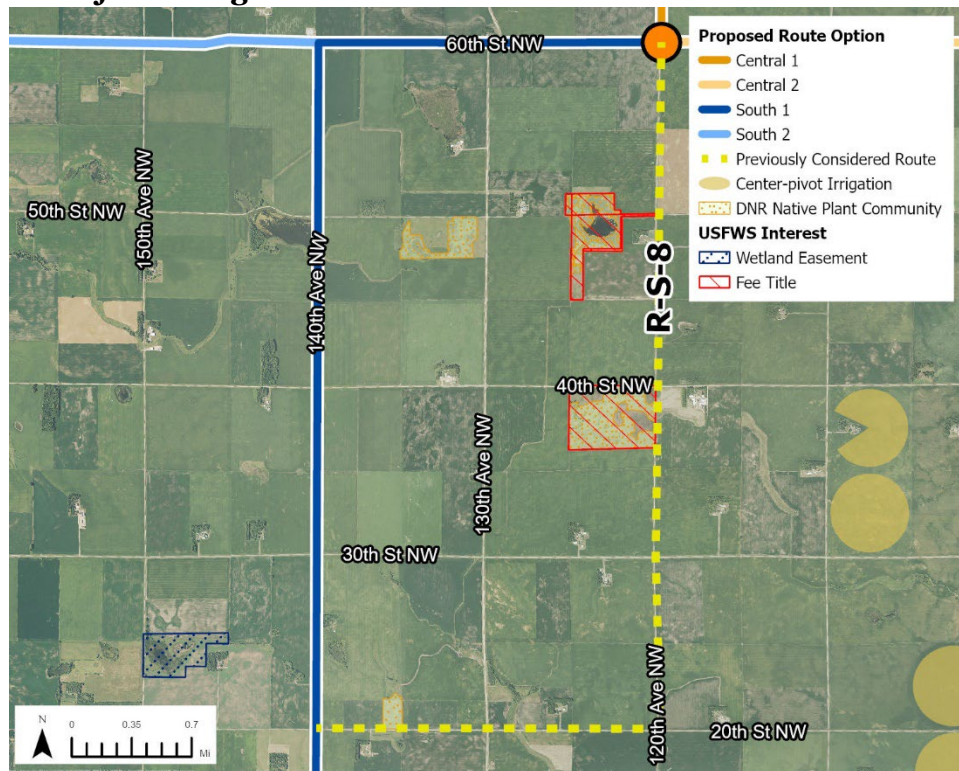 60th St NW
150th Ave NW
50th St NW
140th Ave NW
R-S-8
40th St NW
130th Ave NW
30th St NW
120th Ave NW
20th St NW
Proposed Route Option
Central 1
Central 2
South 1
South 2
Previously Considered Route
Center-pivot Irrigation
DNR Native Plant Community
USFWS Interest
Wetland Easement
Fee Title
N
0 0.35 0.7
Mi